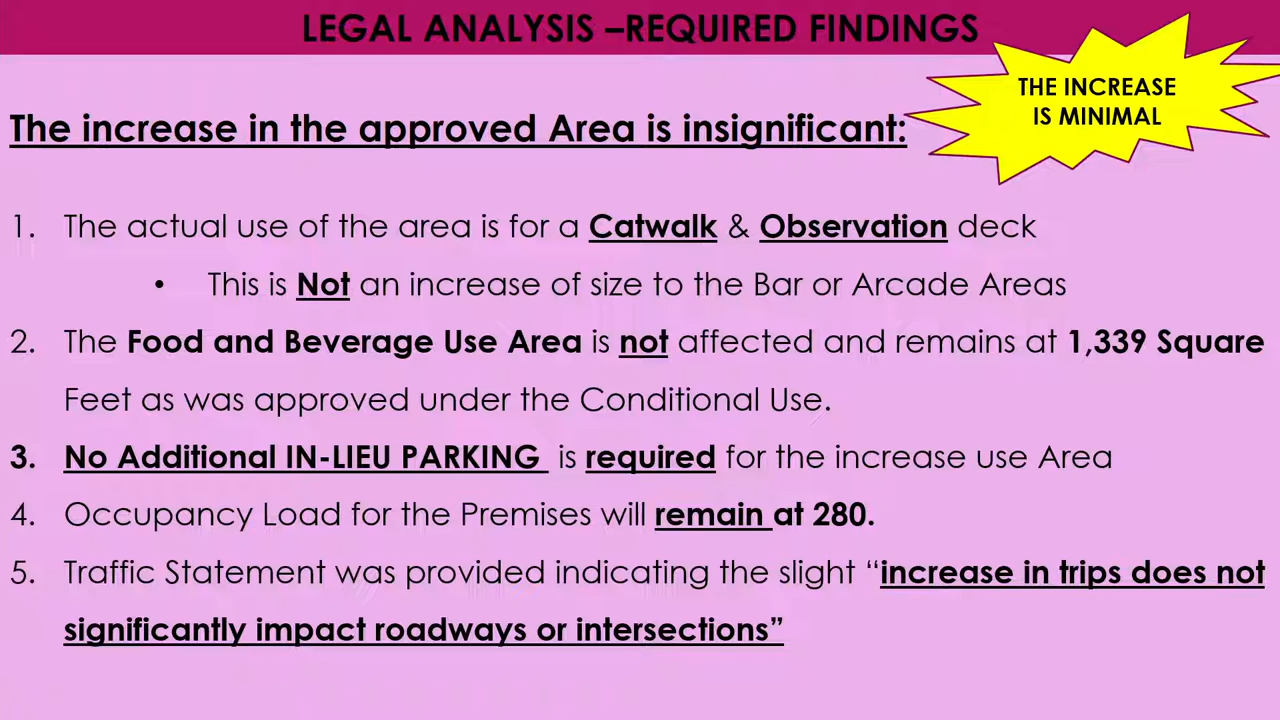 LEGAL ANALYSIS –REQUIRED FINDINGS
THE INCREASE
IS MINIMAL
The increase in the approved Area is insignificant:
1. The actual use of the area is for a Catwalk & Observation deck
• This is Not an increase of size to the Bar or Arcade Areas
2. The Food and Beverage Use Area is not affected and remains at 1,339 Square
Feet as was approved under the Conditional Use.
3. No Additional IN-LIEU PARKING is required for the increase use Area
4. Occupancy Load for the Premises will remain at 280.
5. Traffic Statement was provided indicating the slight “increase in trips does not
significantly impact roadways or intersections”